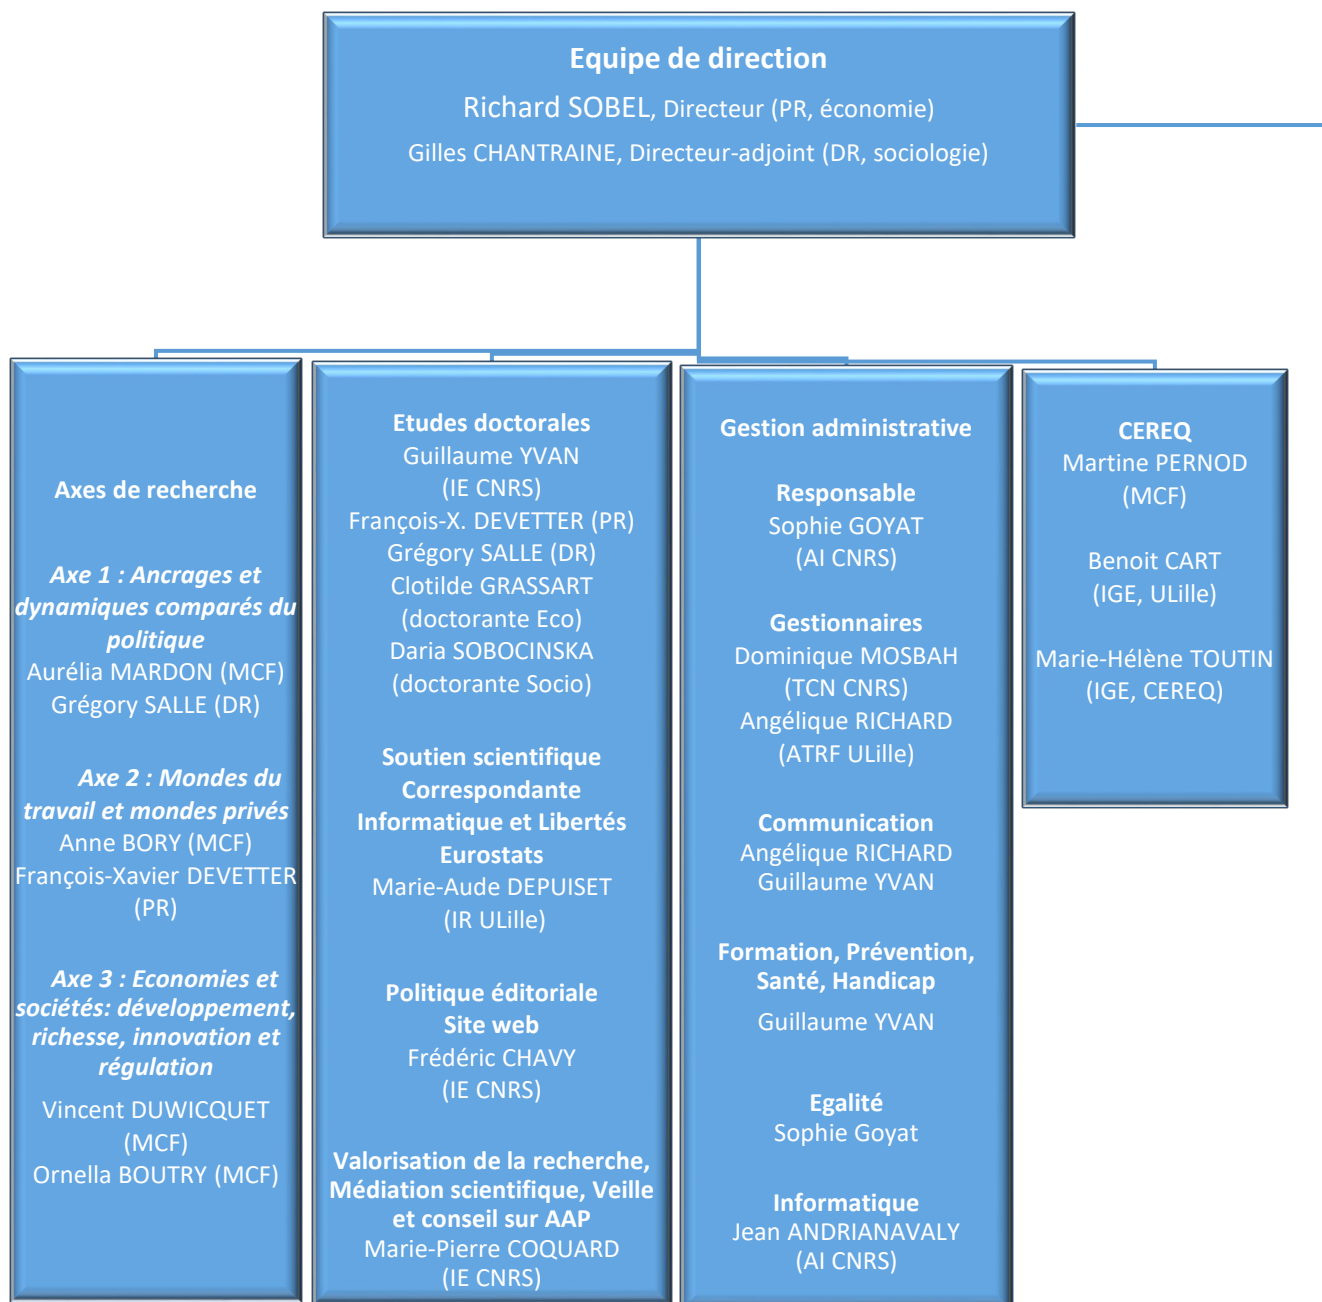 Equipe de direction
Richard SOBEL, Directeur (PR, économie)
Gilles CHANTRAINE, Directeur-adjoint (DR, sociologie)
Axes de recherche
Axe 1 : Ancrages et
dynamiques comparés du
politique
Aurélia MARDON (MCF)
Grégory SALLE (DR)
Axe 2 : Mondes du
travail et mondes privés
Anne BORY (MCF)
François-Xavier DEVETTER
(PR)
Axe 3 : Economies et
sociétés: développement,
richesse, innovation et
régulation
Vincent DUWICQUET
(MCF)
Ornella BOUTRY (MCF)
Etudes doctorales
Guillaume YVAN
(IE CNRS)
François-X. DEVETTER (PR)
Grégory SALLE (DR)
Clotilde GRASSART
(doctorante Eco)
Daria SOBOCINSKA
(doctorante Socio)
Soutien scientifique
Correspondante
Informatique et Libertés
Eurostats
Marie-Aude DEPUISET
(IR ULille)
Politique éditoriale
Site web
Frédéric CHAVY
(IE CNRS)
Valorisation de la recherche,
Médiation scientifique, Veille
et conseil sur AAP
Marie-Pierre COQUARD
(IE CNRS)
Gestion administrative
Responsable
Sophie GOYAT
(AI CNRS)
Gestionnaires
Dominique MOSBAH
(TCN CNRS)
Angélique RICHARD
(ATRF ULille)
Communication
Angélique RICHARD
Guillaume YVAN
Formation, Prévention,
Santé, Handicap
Guillaume YVAN
Egalité
Sophie Goyat
Informatique
Jean ANDRIANAVALY
(AI CNRS)
CEREQ
Martine PERNOD
(MCF)
Benoit CART
(IGE, ULille)
Marie-Hélène TOUTIN
(IGE, CEREQ)